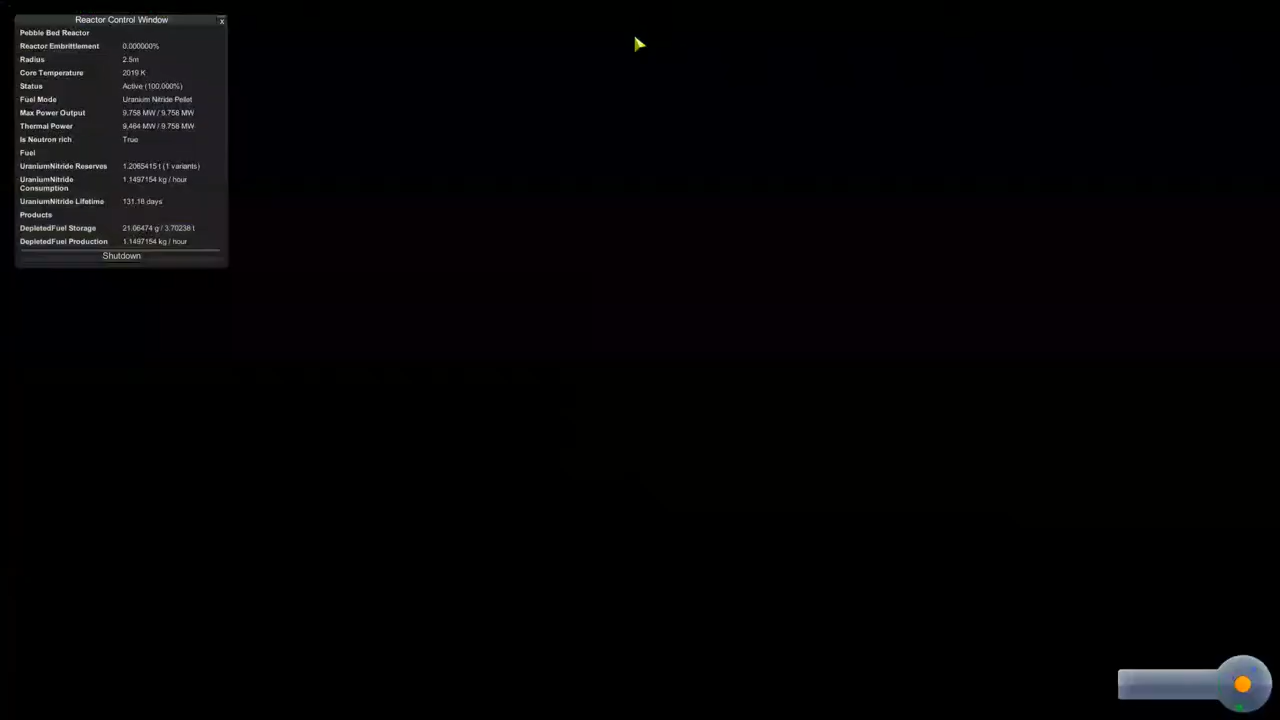 Reactor Control Window x
Pebble Bed Reactor
Reactor Embrittlement 0.000000%
Radius 2.5m
Core Temperature 2019 K
Status Active (100.000%)
Fuel Mode Uranium Nitride Pellet
Max Power Output 9.758 MW / 9.758 MW
Thermal Power 9.484 MW / 9.758 MW
Is Neutron rich True
Fuel
UraniumNitride Reserves 1.2065415 t (1 variants)
UraniumNitride 1.1497154 kg / hour
Consumption
UraniumNitride Lifetime 131.18 days
Products
DepletedFuel Storage 21.06474 g / 3.70238 t
DepletedFuel Production 1.1497154 kg / hour
Shutdown